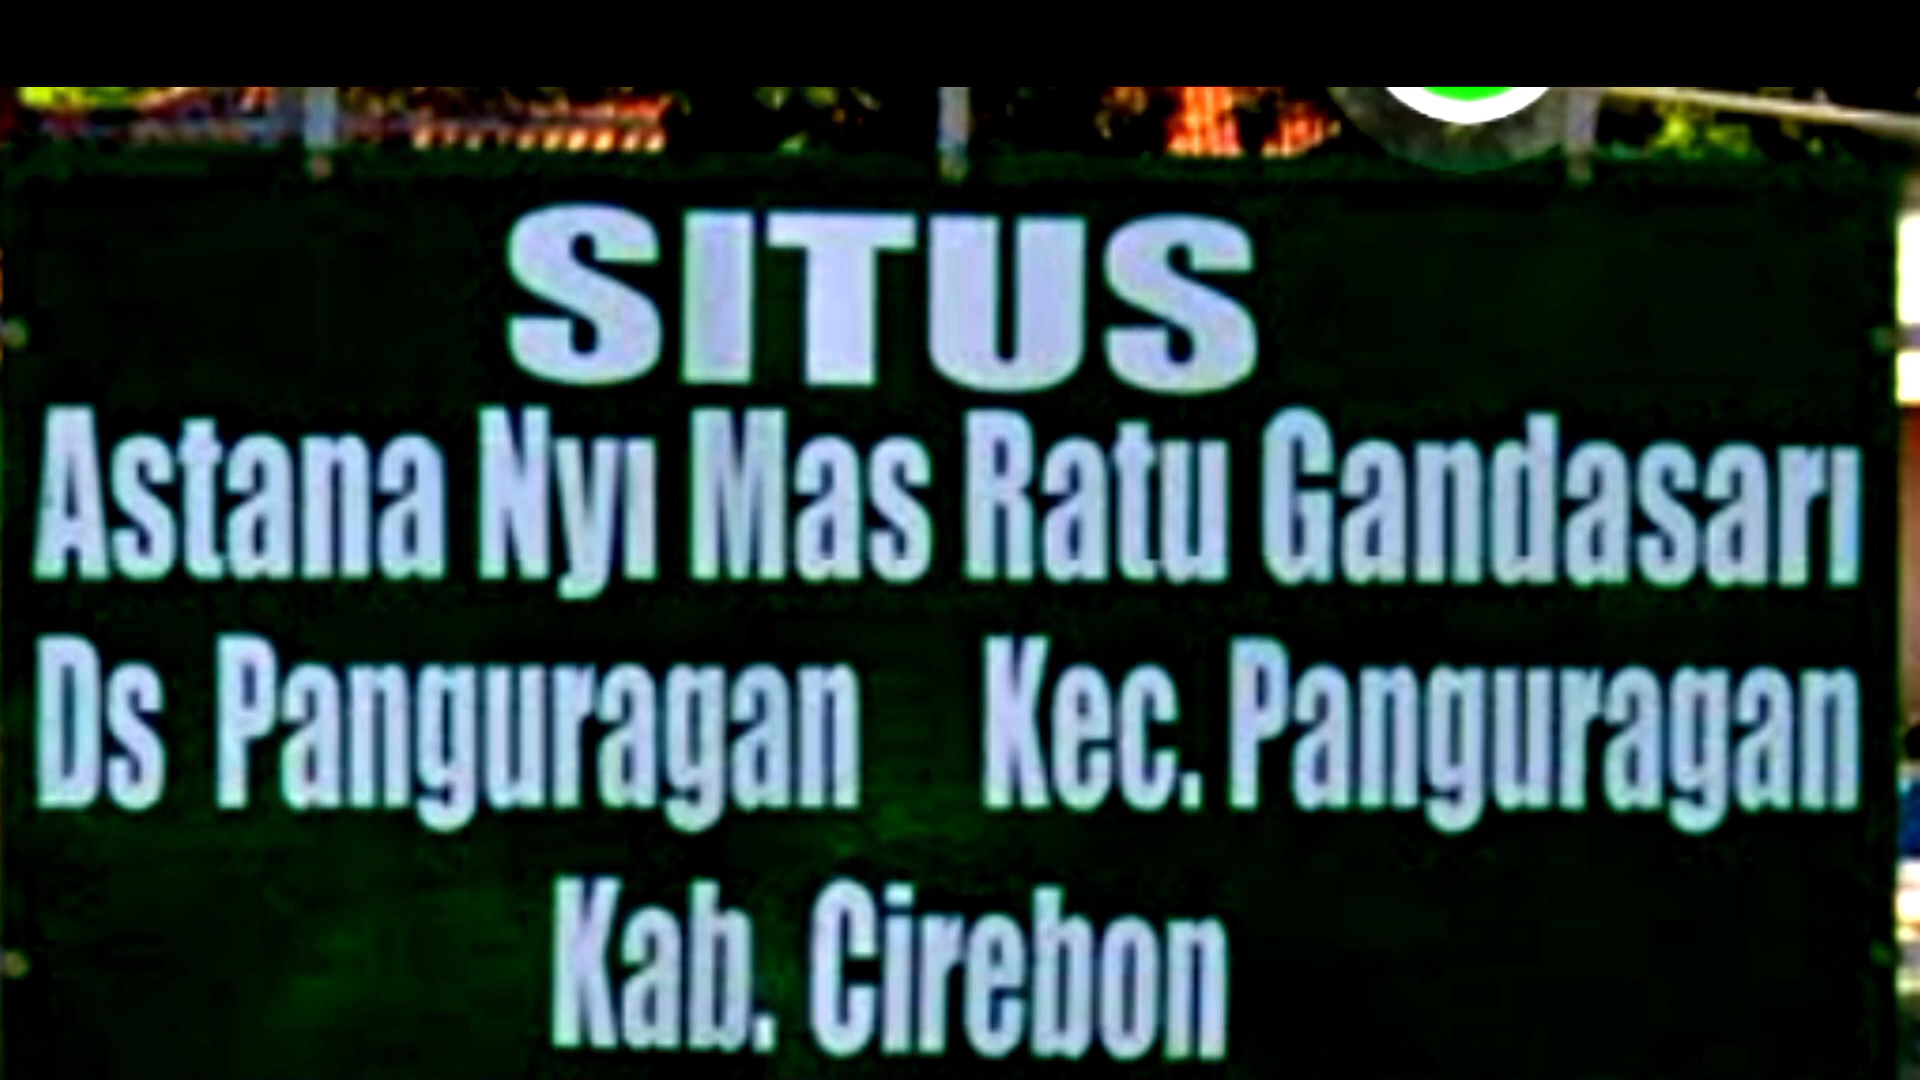 SITUS
Astana Nyi Mas Ratu Gandasari
Ds Panguragan Kec. Panguragan
Kab. Cirebon